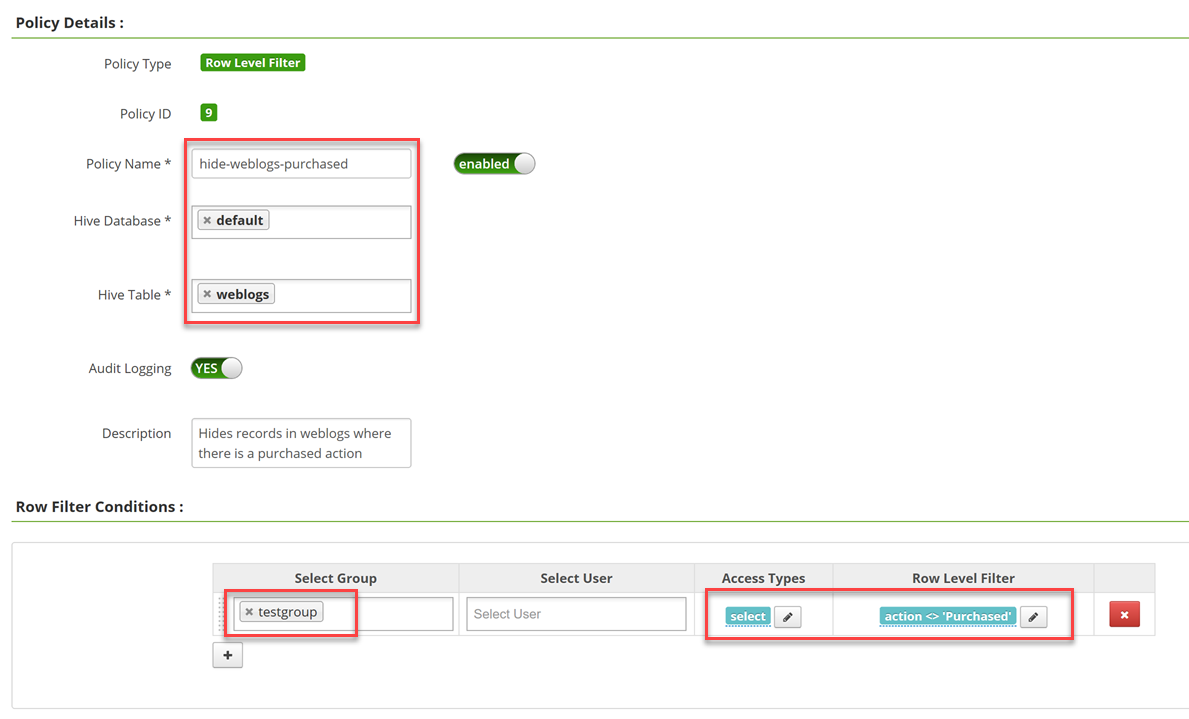 Policy Details :
Policy Type Row Level Filter
Policy ID 9
Policy Name * hide-weblogs-purchased enabled
Hive Database * default
Hive Table * weblogs
Audit Logging YES
Description Hides records in weblogs where
there is a purchased action
Row Filter Conditions :
Select Group Select User Access Types Row Level Filter
testgroup Select User select action <> 'Purchased'
+